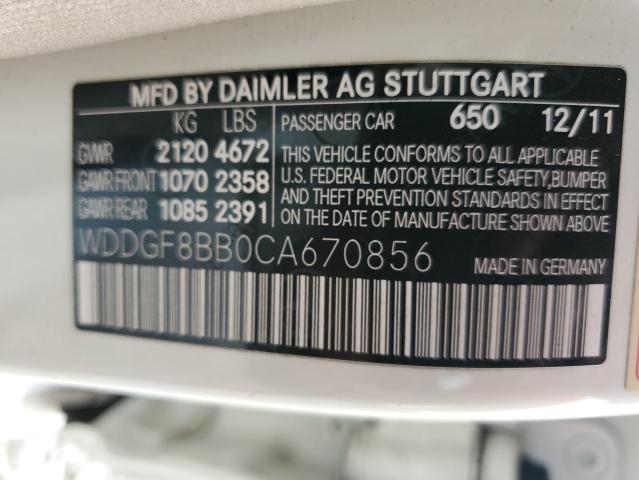 MFD BY DAIMLER AG STUTTGART
KG LBS
GWR 2120 4672
GAWR FRONT 1070 2358
GAWR REAR 1085 2391
PASSENGER CAR 650 12/11
THIS VEHICLE CONFORMS TO ALL APPLICABLE
U.S. FEDERAL MOTOR VEHICLE SAFETY,BUMPER
AND THEFT PREVENTION STANDARDS IN EFFECT
ON THE DATE OF MANUFACTURE SHOWN ABOVE
WDDGF8BB0CA670856
MADE IN GERMANY